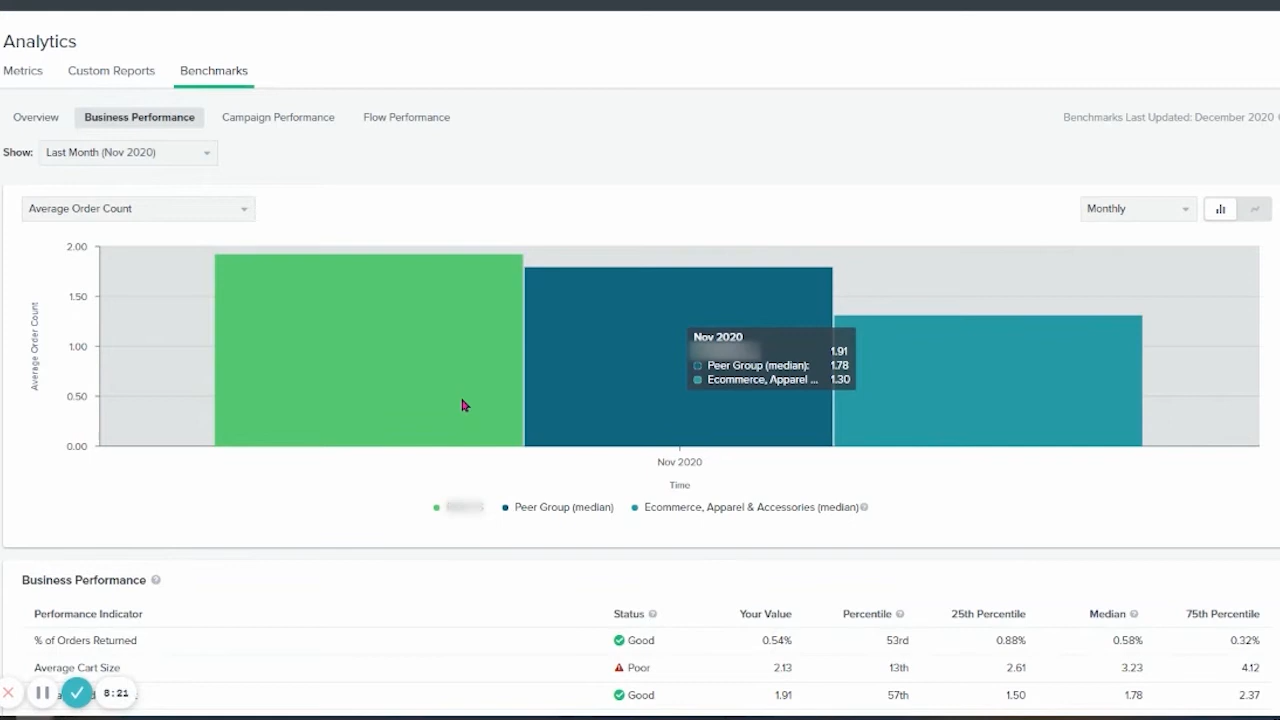 Analytics
Metrics Custom Reports Benchmarks
Overview Business Performance Campaign Performance Flow Performance Benchmarks Last Updated: December 2020
Show: Last Month (Nov 2020)
Average Order Count Monthly
2.00
1.50
1.00
0.50
0.00
Average Order Count
Nov 2020
1.91
Peer Group (median): 1.78
Ecommerce, Apparel ... 1.30
Nov 2020
Time
Peer Group (median) Ecommerce, Apparel & Accessories (median)
Business Performance
Performance Indicator Status Your Value Percentile 25th Percentile Median 75th Percentile
% of Orders Returned Good 0.54% 53rd 0.88% 0.58% 0.32%
Average Cart Size Poor 2.13 13th 2.61 3.23 4.12
8:21 Good 1.91 57th 1.50 1.78 2.37